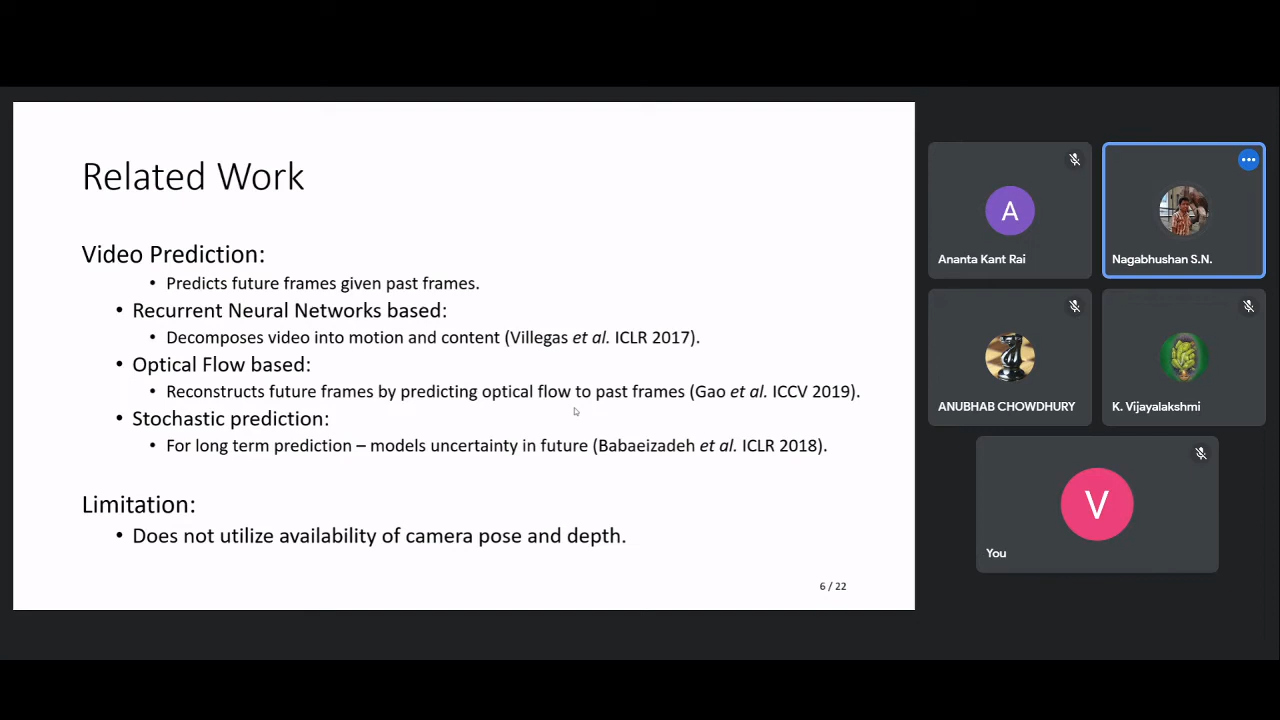 Related Work
Video Prediction:
• Predicts future frames given past frames.
• Recurrent Neural Networks based:
• Decomposes video into motion and content (Villegas et al. ICLR 2017).
• Optical Flow based:
• Reconstructs future frames by predicting optical flow to past frames (Gao et al. ICCV 2019).
• Stochastic prediction:
• For long term prediction – models uncertainty in future (Babaeizadeh et al. ICLR 2018).
Limitation:
• Does not utilize availability of camera pose and depth.
6 / 22
A
Ananta Kant Rai
Nagabhushan S.N.
ANUBHAB CHOWDHURY
K. Vijayalakshmi
V
You